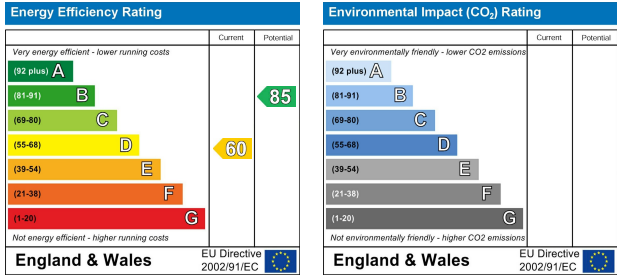 Energy Efficiency Rating
Current Potential
Very energy efficient - lower running costs
(92 plus) A
(81-91) B
85
(69-80) C
(55-68) D
60
(39-54) E
(21-38) F
(1-20) G
Not energy efficient - higher running costs
England & Wales
EU Directive
2002/91/EC
Environmental Impact (CO2) Rating
Current Potential
Very environmentally friendly - lower CO2 emissions
(92 plus) A
(81-91) B
(69-80) C
(55-68) D
(39-54) E
(21-38) F
(1-20) G
Not environmentally friendly - higher CO2 emissions
England & Wales
EU Directive
2002/91/EC